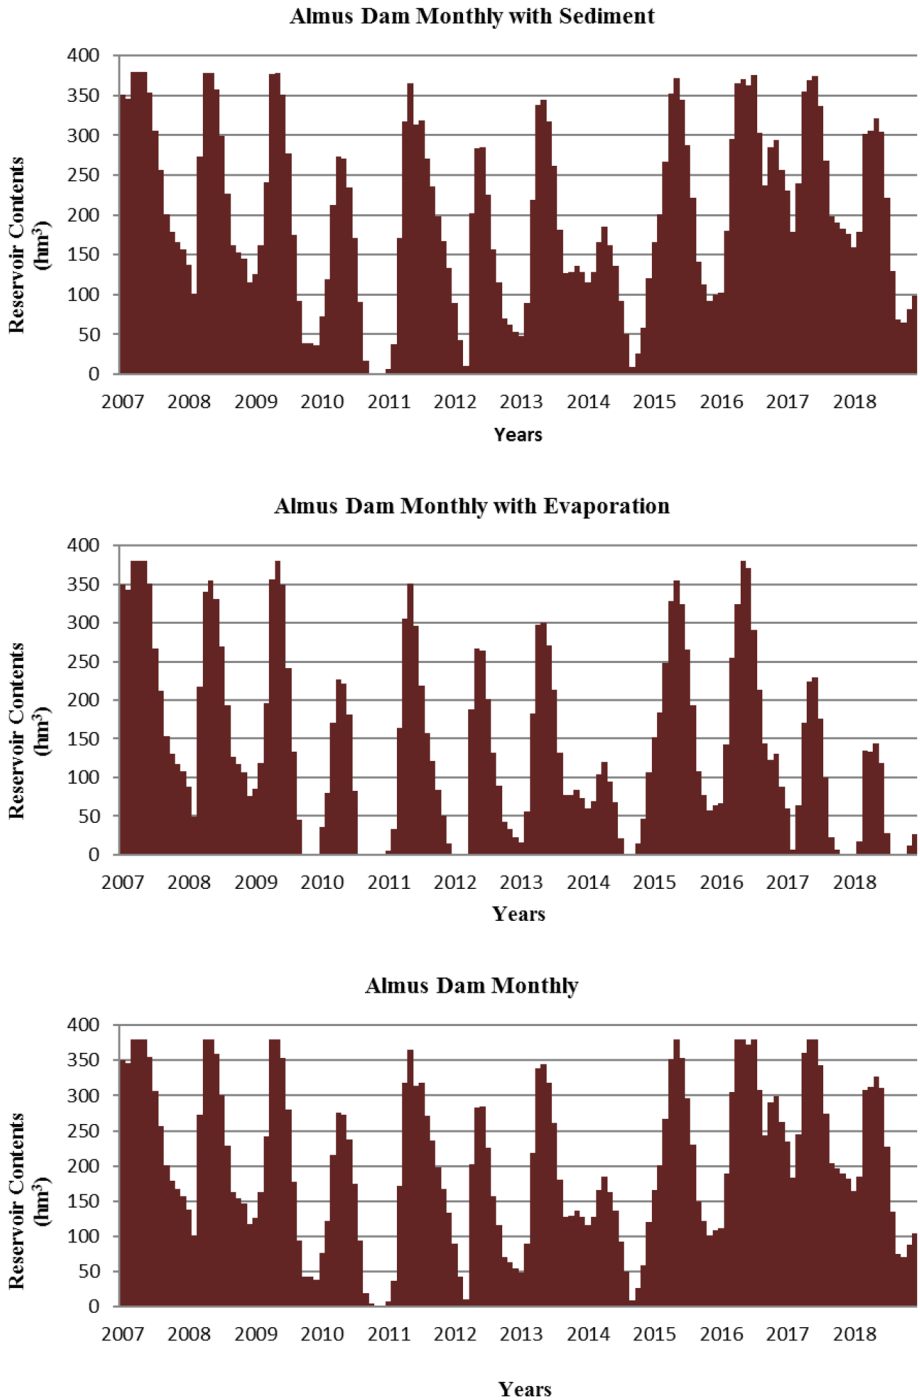 Almus Dam Monthly with Sediment
400
350
300
250
200
150
100
50
0
Reservoir Contents
(hm³)
2007 2008 2009 2010 2011 2012 2013 2014 2015 2016 2017 2018
Years
Almus Dam Monthly with Evaporation
400
350
300
250
200
150
100
50
0
Reservoir Contents
(hm³)
2007 2008 2009 2010 2011 2012 2013 2014 2015 2016 2017 2018
Years
Almus Dam Monthly
400
350
300
250
200
150
100
50
0
Reservoir Contents
(hm³)
2007 2008 2009 2010 2011 2012 2013 2014 2015 2016 2017 2018
Years